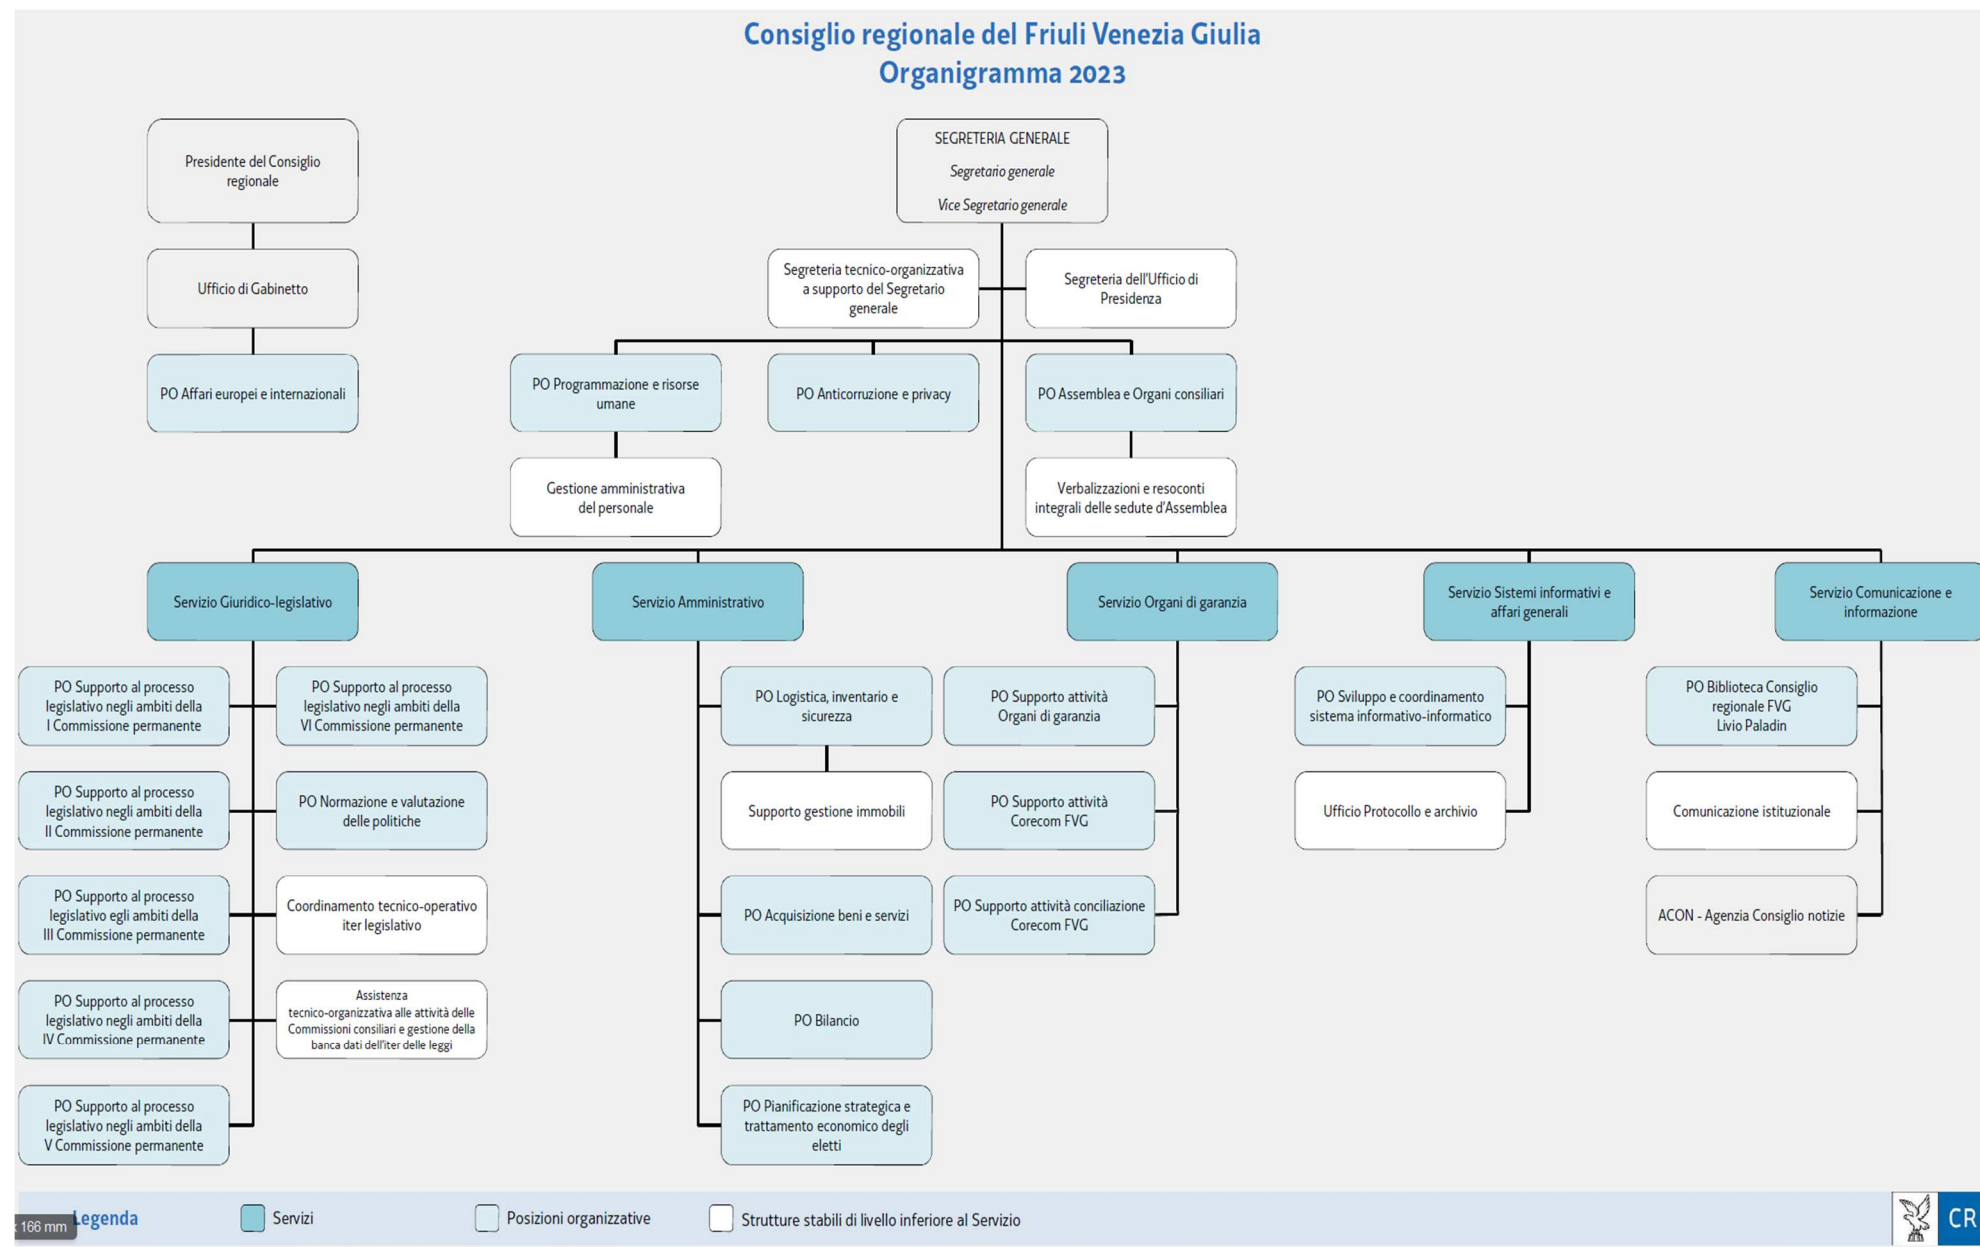 Consiglio regionale del Friuli Venezia Giulia
Organigramma 2023
Presidente del Consiglio
regionale
SEGRETERIA GENERALE
Segretario generale
Vice Segretario generale
Ufficio di Gabinetto
Segreteria tecnico-organizzativa
a supporto del Segretario
generale
Segreteria dell'Ufficio di
Presidenza
PO Affari europei e internazionali
PO Programmazione e risorse
umane
PO Anticorruzione e privacy
PO Assemblea e Organi consiliari
Gestione amministrativa
del personale
Verbalizzazioni e resoconti
integrali delle sedute d'Assemblea
Servizio Giuridico-legislativo
Servizio Amministrativo
Servizio Organi di garanzia
Servizio Sistemi informativi e
affari generali
Servizio Comunicazione e
informazione
PO Supporto al processo
legislativo negli ambiti della
I Commissione permanente
PO Supporto al processo
legislativo negli ambiti della
VI Commissione permanente
PO Logistica, inventario e
sicurezza
PO Supporto attività
Organi di garanzia
PO Sviluppo e coordinamento
sistema informativo-informatico
PO Biblioteca Consiglio
regionale FVG
Livio Paladin
PO Supporto al processo
legislativo negli ambiti della
II Commissione permanente
PO Normazione e valutazione
delle politiche
Supporto gestione immobili
PO Supporto attività
Corecom FVG
Ufficio Protocollo e archivio
Comunicazione istituzionale
PO Supporto al processo
legislativo egli ambiti della
III Commissione permanente
Coordinamento tecnico-operativo
iter legislativo
PO Acquisizione beni e servizi
PO Supporto attività conciliazione
Corecom FVG
ACON - Agenzia Consiglio notizie
PO Supporto al processo
legislativo negli ambiti della
IV Commissione permanente
Assistenza
tecnico-organizzativa alle attività delle
Commissioni consiliari e gestione della
banca dati dell'iter delle leggi
PO Bilancio
PO Supporto al processo
legislativo negli ambiti della
V Commissione permanente
PO Pianificazione strategica e
trattamento economico degli
eletti
166 mm
Legenda
Servizi
Posizioni organizzative
Strutture stabili di livello inferiore al Servizio
CR